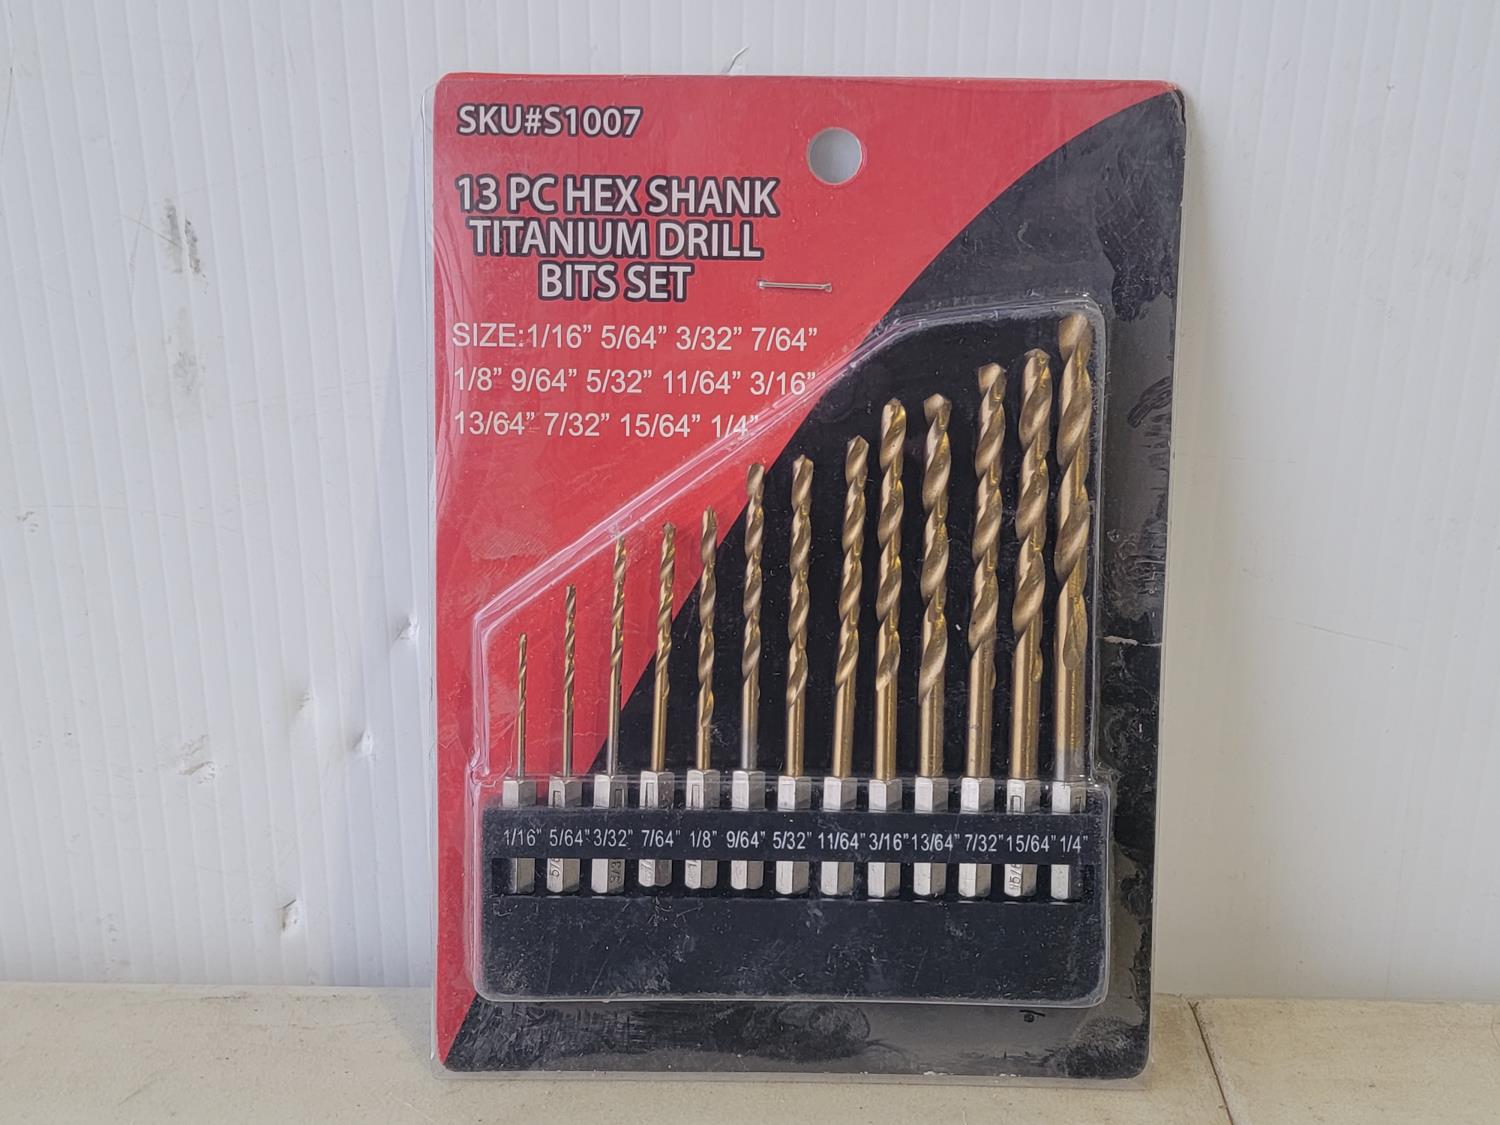 SKU#S1007
13 PC HEX SHANK
TITANIUM DRILL
BITS SET
SIZE:1/16” 5/64” 3/32” 7/64”
1/8” 9/64” 5/32” 11/64” 3/16”
13/64” 7/32” 15/64” 1/4”
1/16” 5/64” 3/32” 7/64” 1/8” 9/64” 5/32” 11/64” 3/16” 13/64” 7/32” 15/64” 1/4”